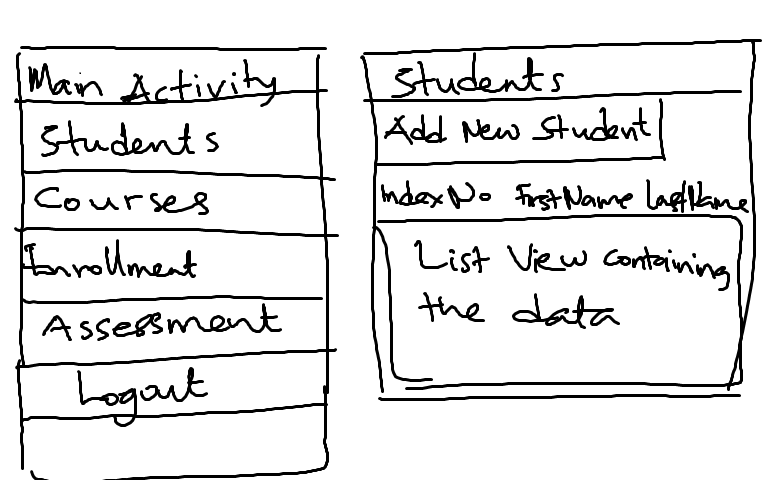 Main Activity
Students
Courses
Enrollment
Assessment
Logout
Students
Add New Student
IndexNo FirstName LastName
List View containing
the data